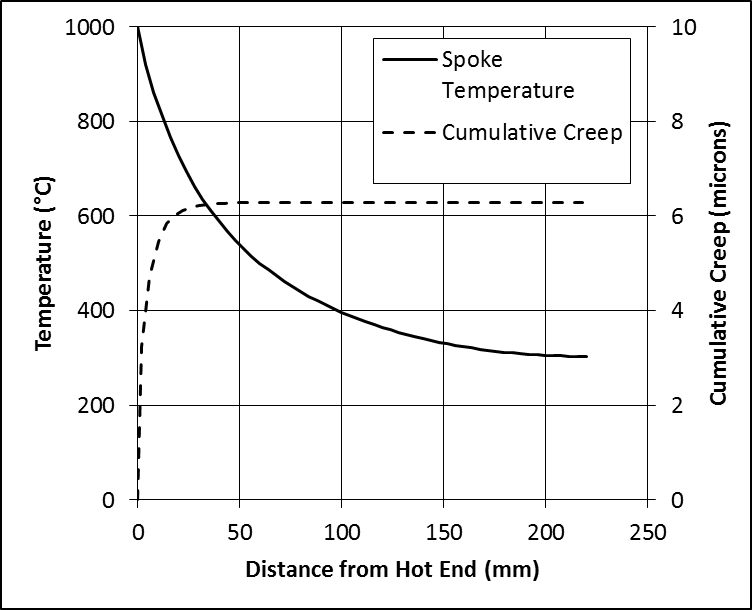 1000
800
600
400
200
0
Temperature (°C)
Spoke
Temperature
Cumulative Creep
10
8
6
4
2
0
Cumulative Creep (microns)
0 50 100 150 200 250
Distance from Hot End (mm)